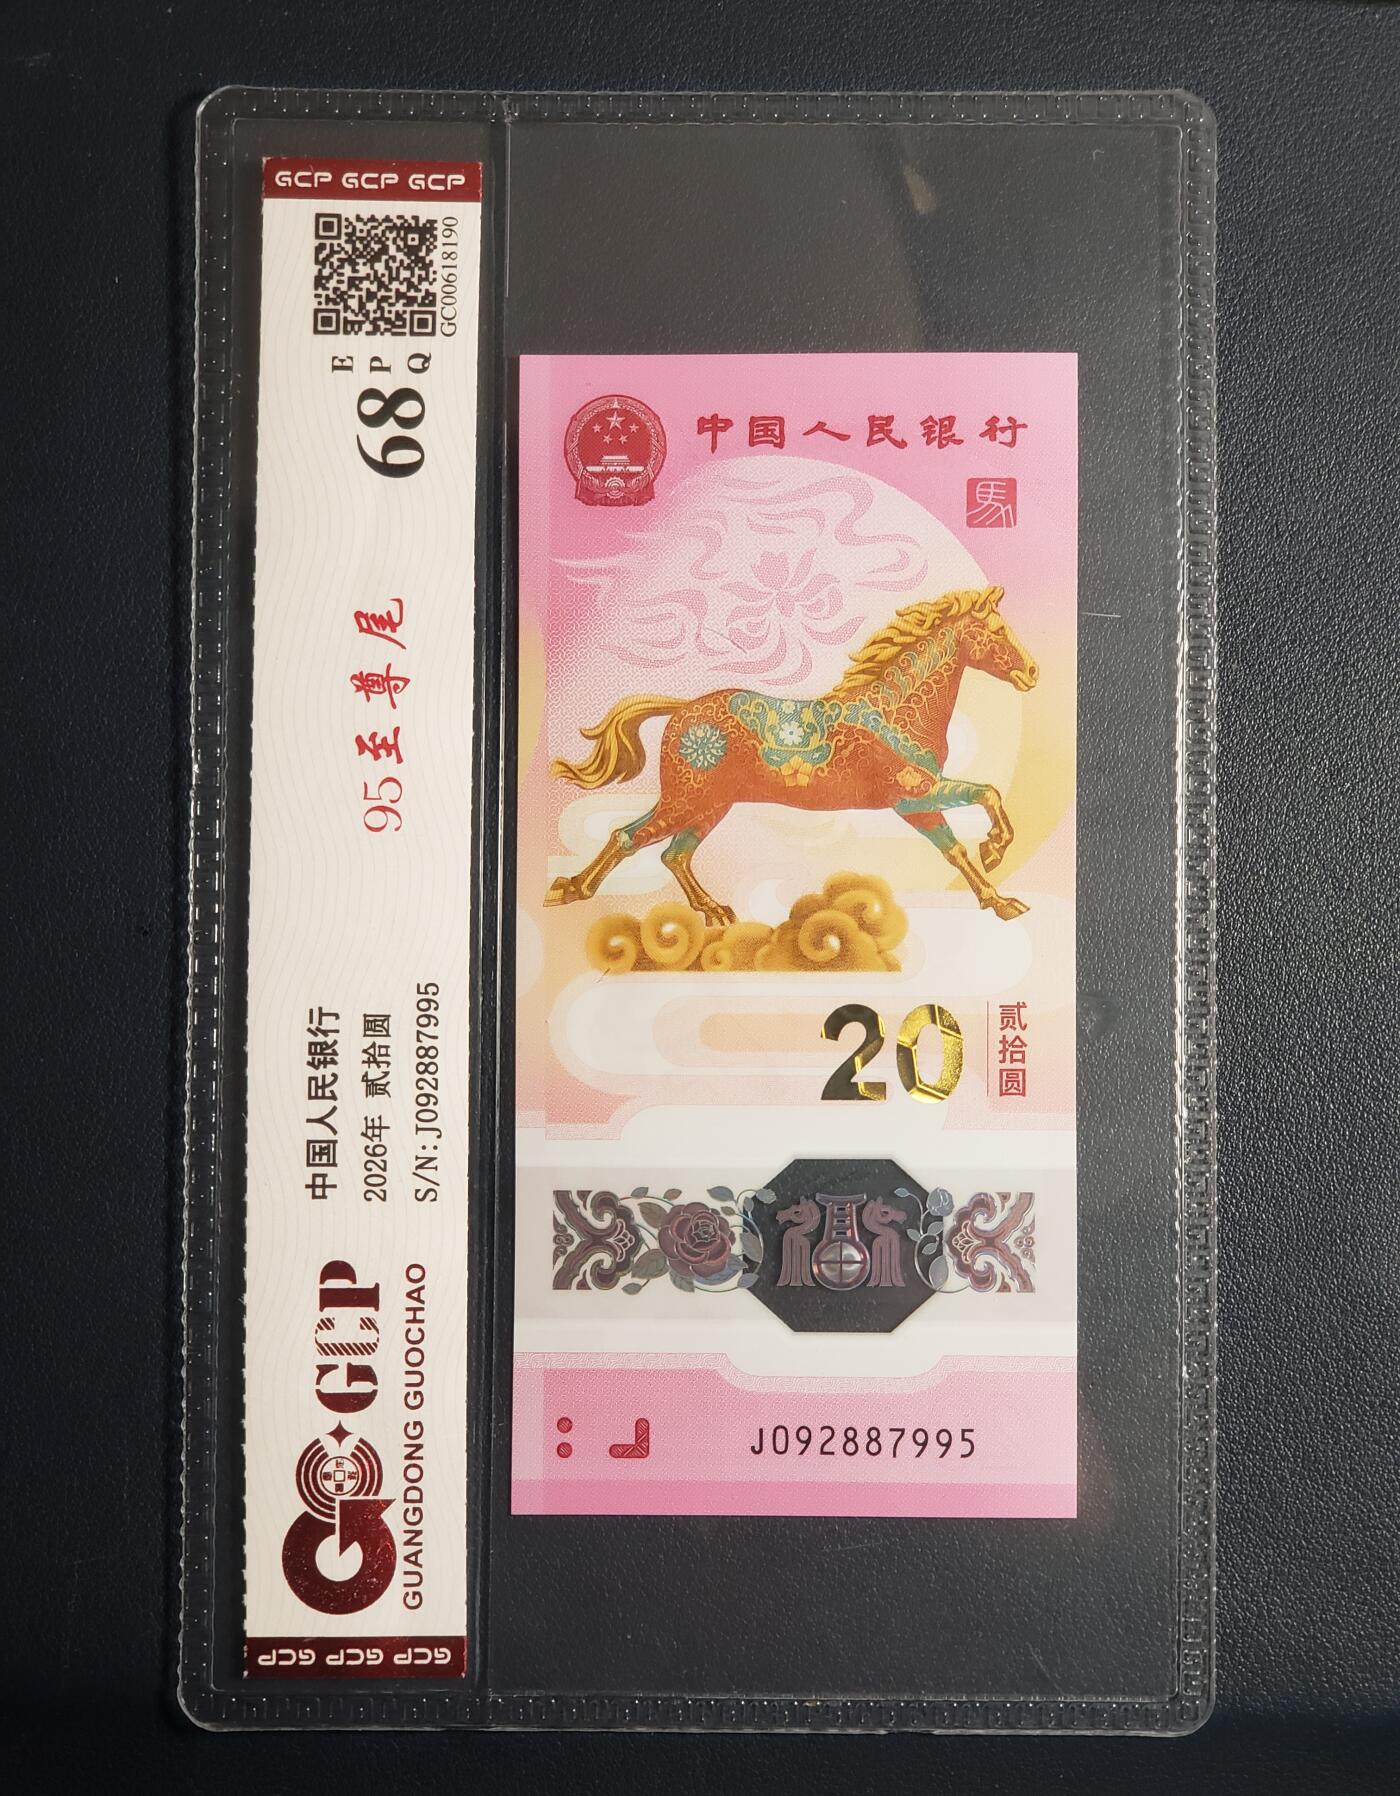 GCP GCP GCP
GC00618190
E
P
Q
68
95至尊尾
中国人民银行
2026年 贰拾圆
S/N:J092887995
GCP
GUANGDONG GUOCHAO
GCP GCP GCP
中国人民银行
馬
20
贰拾圆
J092887995